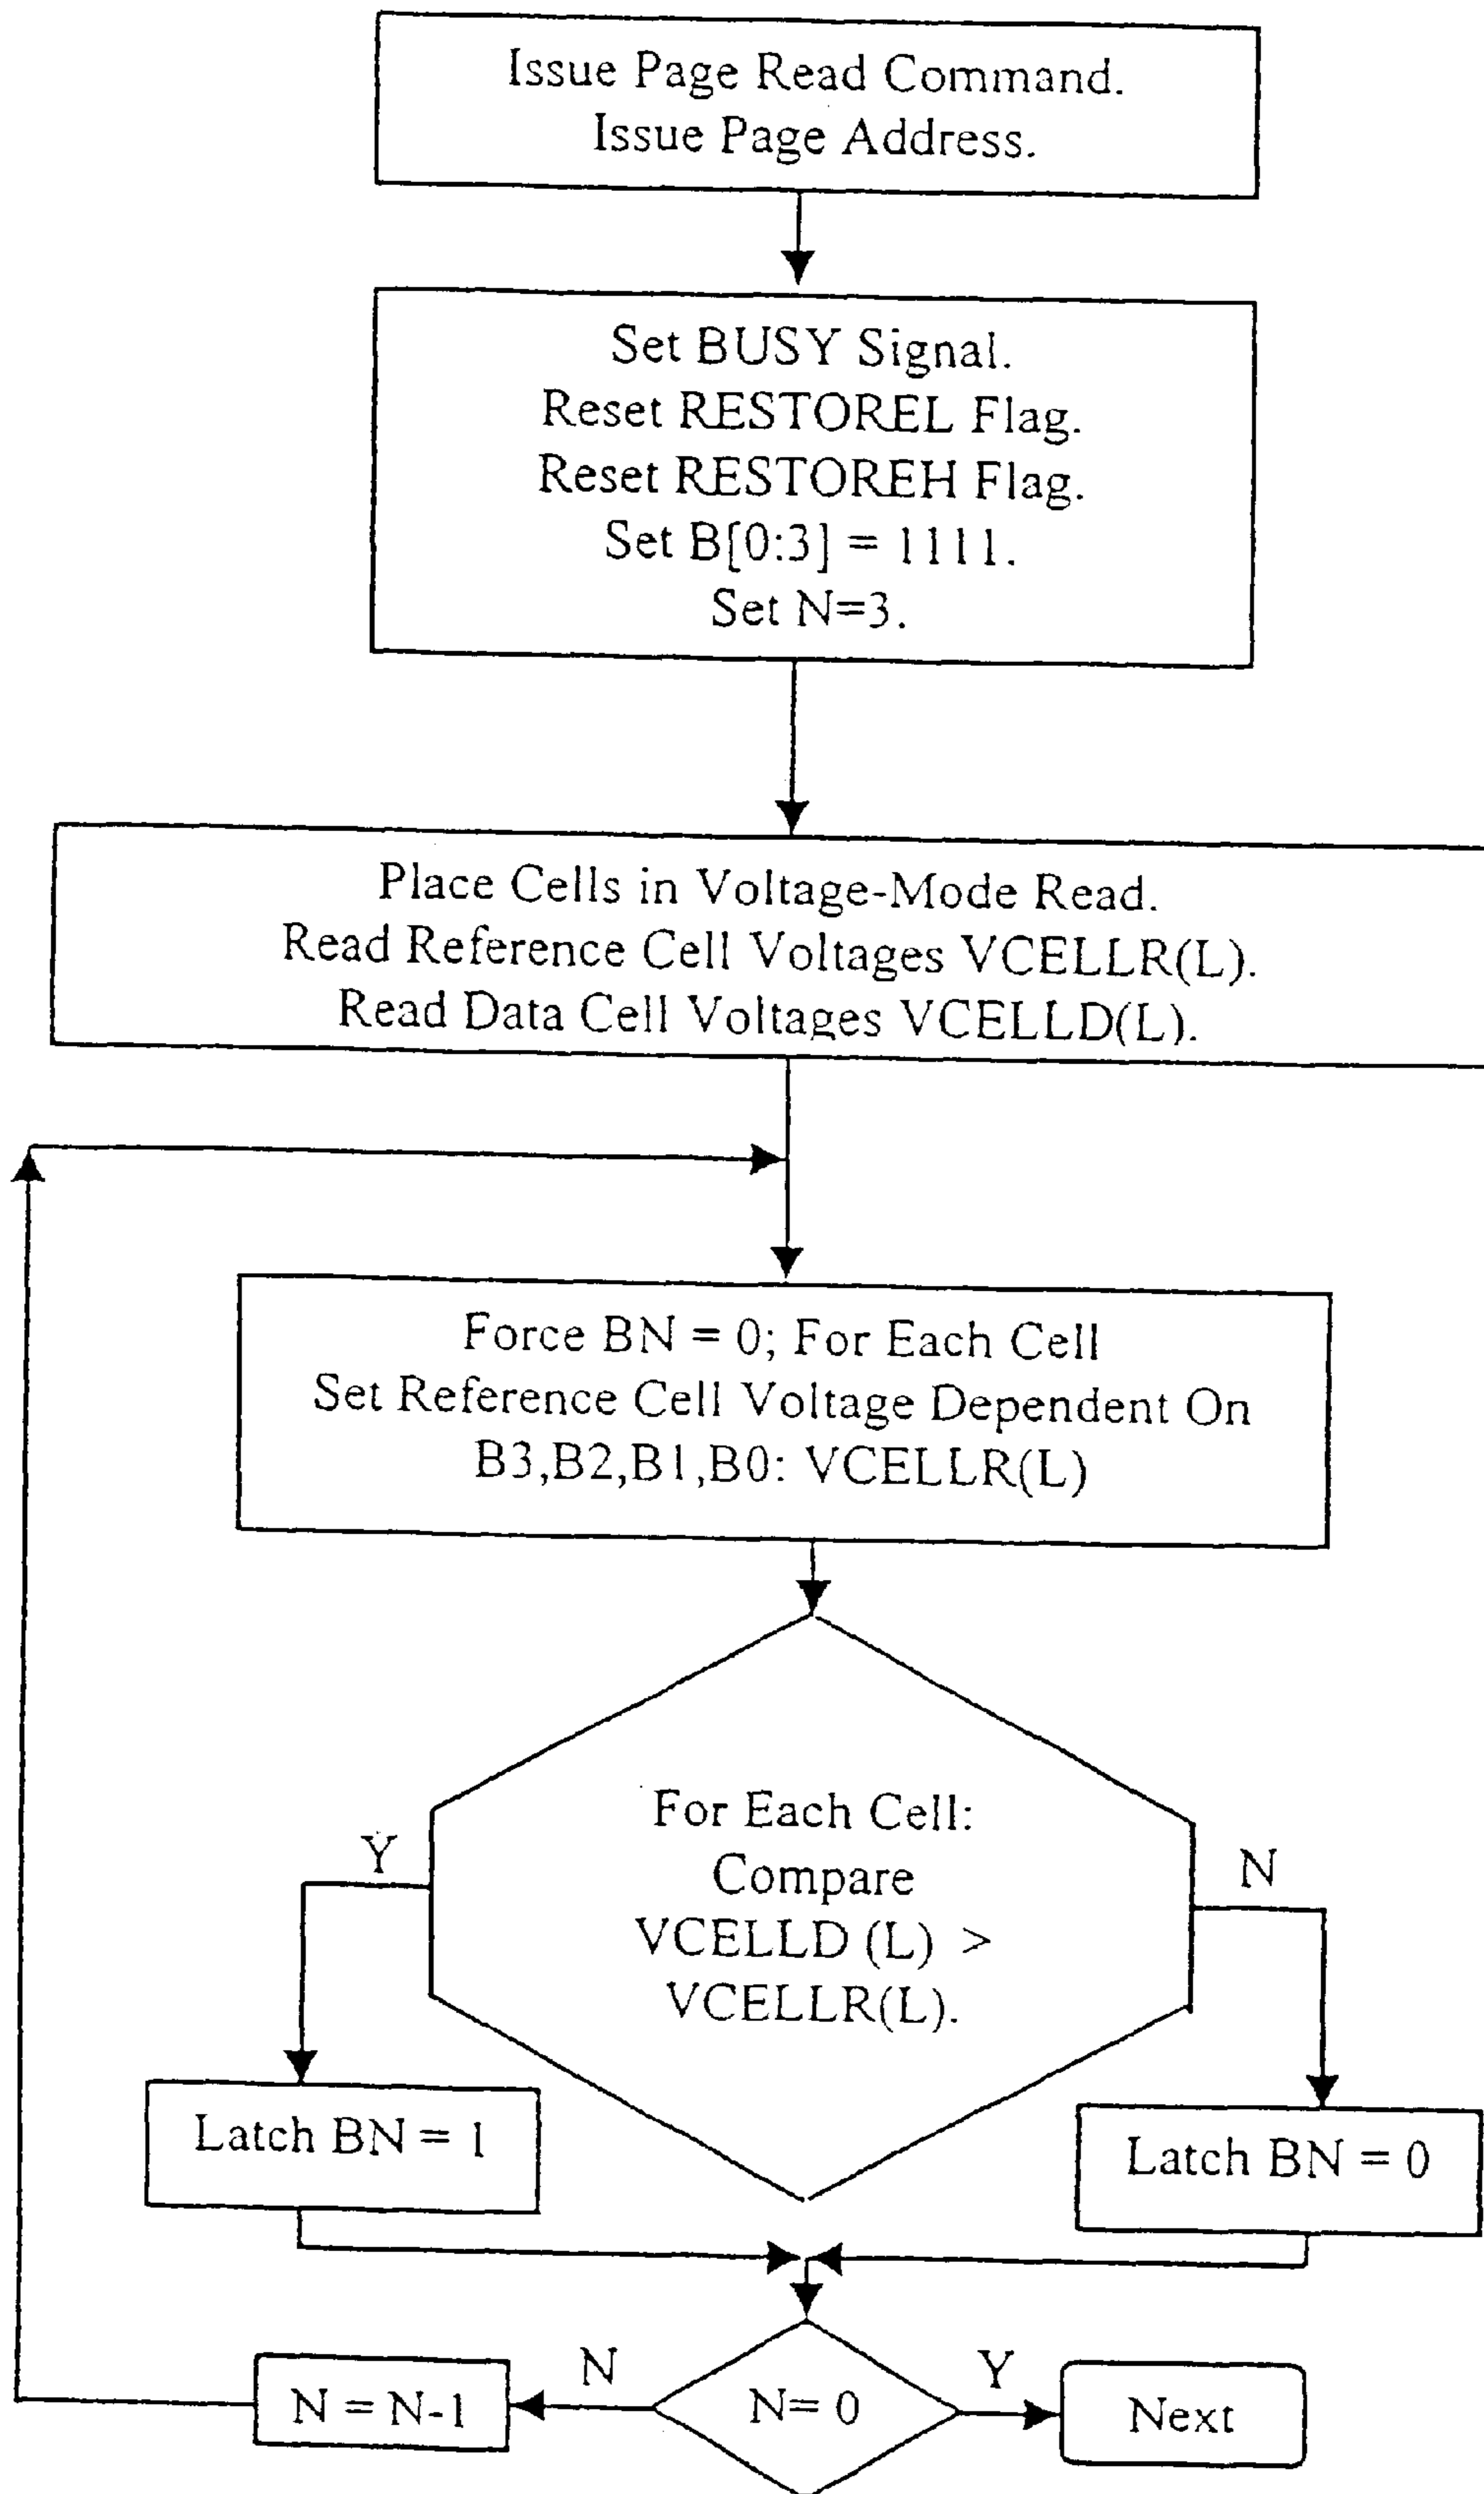 Issue Page Read Command.
Issue Page Address.
Set BUSY Signal.
Reset RESTOREL Flag.
Reset RESTOREH Flag.
Set B[0:3] = 1111.
Set N=3.
Place Cells in Voltage-Mode Read.
Read Reference Cell Voltages VCELLR(L).
Read Data Cell Voltages VCELLD(L).
Force BN = 0; For Each Cell
Set Reference Cell Voltage Dependent On
B3,B2,B1,B0: VCELLR(L)
For Each Cell:
Compare
VCELLD (L) >
VCELLR(L).
Y
N
Latch BN = 1
Latch BN = 0
N = N-1
N
N= 0
Y
Next